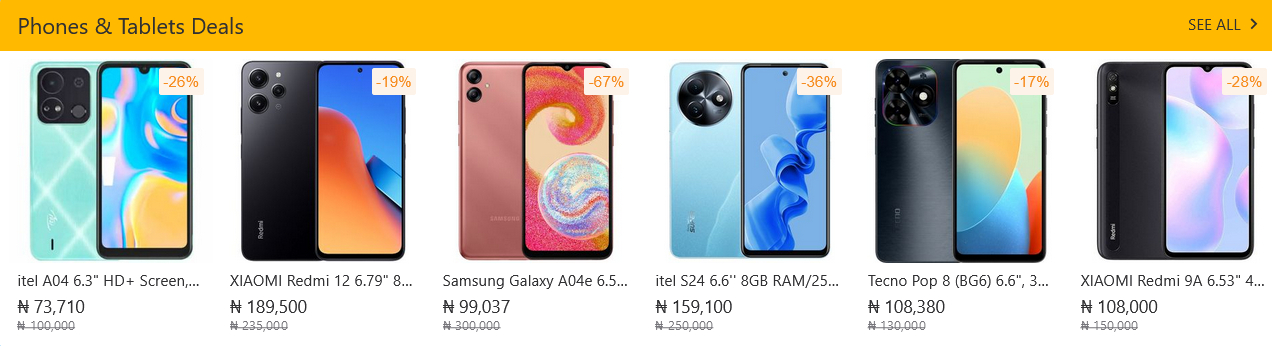 Phones & Tablets Deals
SEE ALL
-26%
-19%
-67%
-36%
-17%
-28%
Redmi
SAMSUNG
Redmi
itel A04 6.3" HD+ Screen,...
XIAOMI Redmi 12 6.79" 8...
Samsung Galaxy A04e 6.5...
itel S24 6.6'' 8GB RAM/25...
Tecno Pop 8 (BG6) 6.6", 3...
XIAOMI Redmi 9A 6.53" 4...
₦ 73,710
₦ 189,500
₦ 99,037
₦ 159,100
₦ 108,380
₦ 108,000
₦ 100,000
₦ 235,000
₦ 300,000
₦ 250,000
₦ 130,000
₦ 150,000